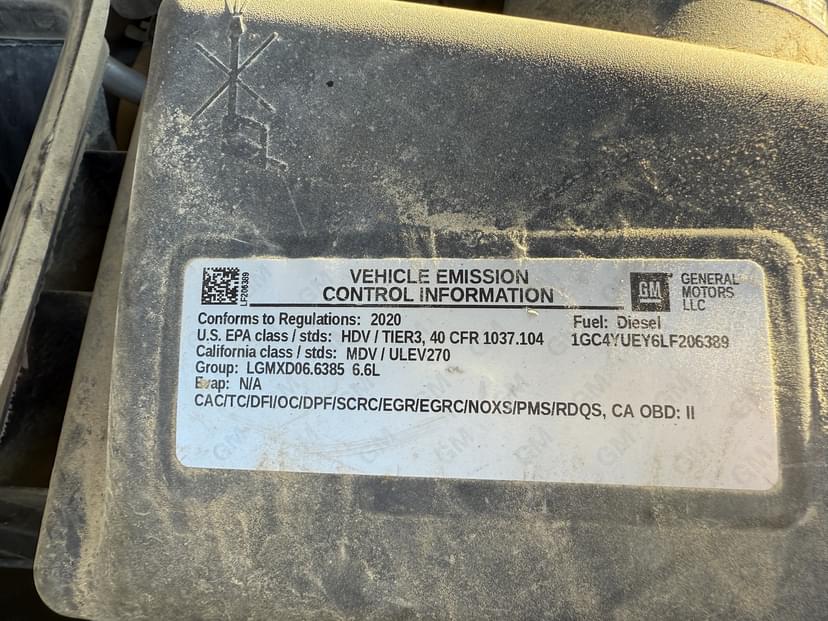 LF206389
VEHICLE EMISSION
CONTROL INFORMATION
GM
GENERAL
MOTORS
LLC
Conforms to Regulations: 2020
Fuel: Diesel
U.S. EPA class / stds: HDV / TIER3, 40 CFR 1037.104
1GC4YUEY6LF206389
California class / stds: MDV / ULEV270
Group: LGMXD06.6385 6.6L
Evap: N/A
CAC/TC/DFI/OC/DPF/SCRC/EGR/EGRC/NOXS/PMS/RDQS, CA OBD: II